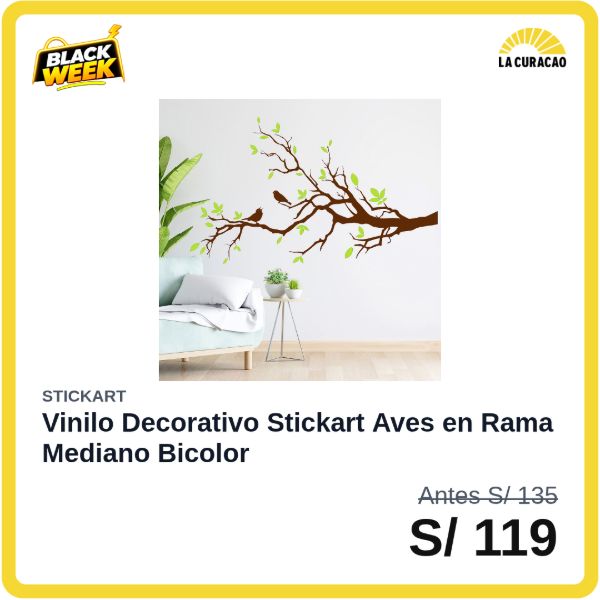 BLACK
WEEK
LA CURACAO
STICKART
Vinilo Decorativo Stickart Aves en Rama
Mediano Bicolor
Antes S/ 135
S/ 119